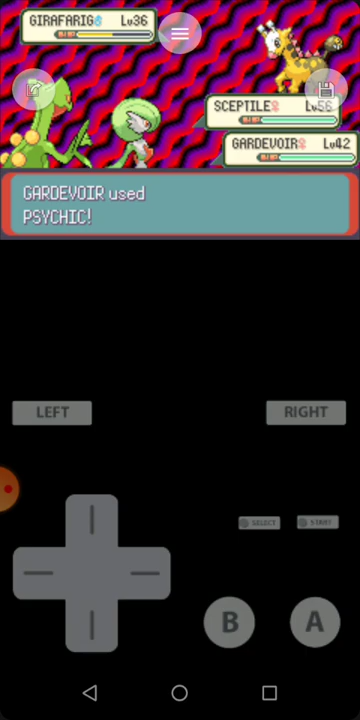 GIRAFARIG♂ Lv36
SCEPTILE♀ Lv56
GARDEVOIR♀ Lv42
GARDEVOIR used
PSYCHIC!
LEFT
RIGHT
SELECT
START
B
A